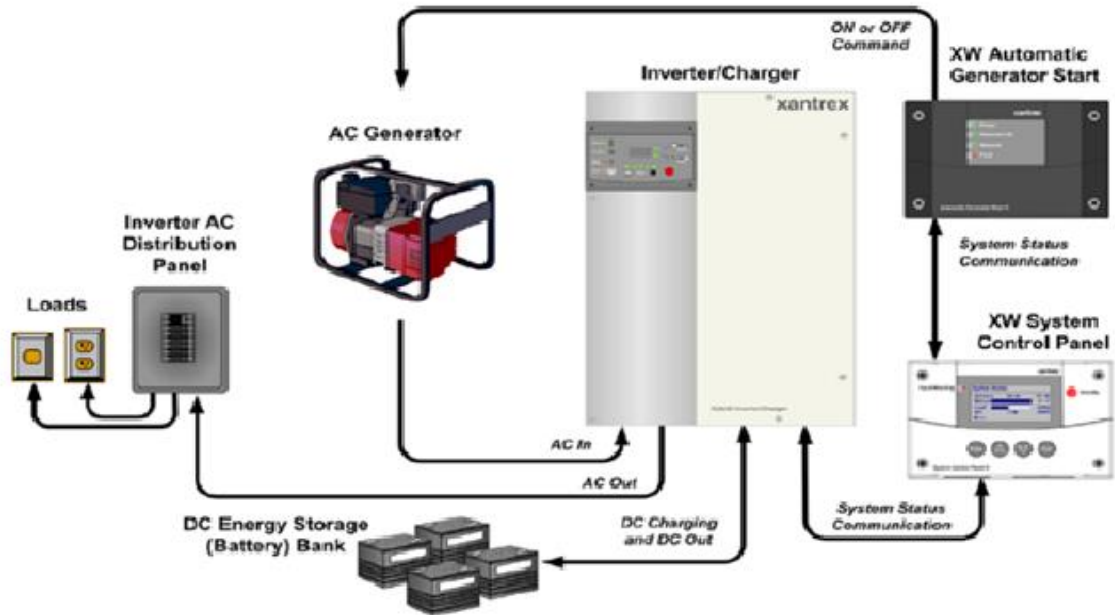 ON or OFF
Command
XW Automatic
Generator Start
Inverter/Charger
xantrex
xantrex
AC Generator
Inverter AC
Distribution
Panel
System Status
Communication
Loads
XW System
Control Panel
xantrex
AC In
AC Out
DC Energy Storage
(Battery) Bank
DC Charging
and DC Out
System Status
Communication